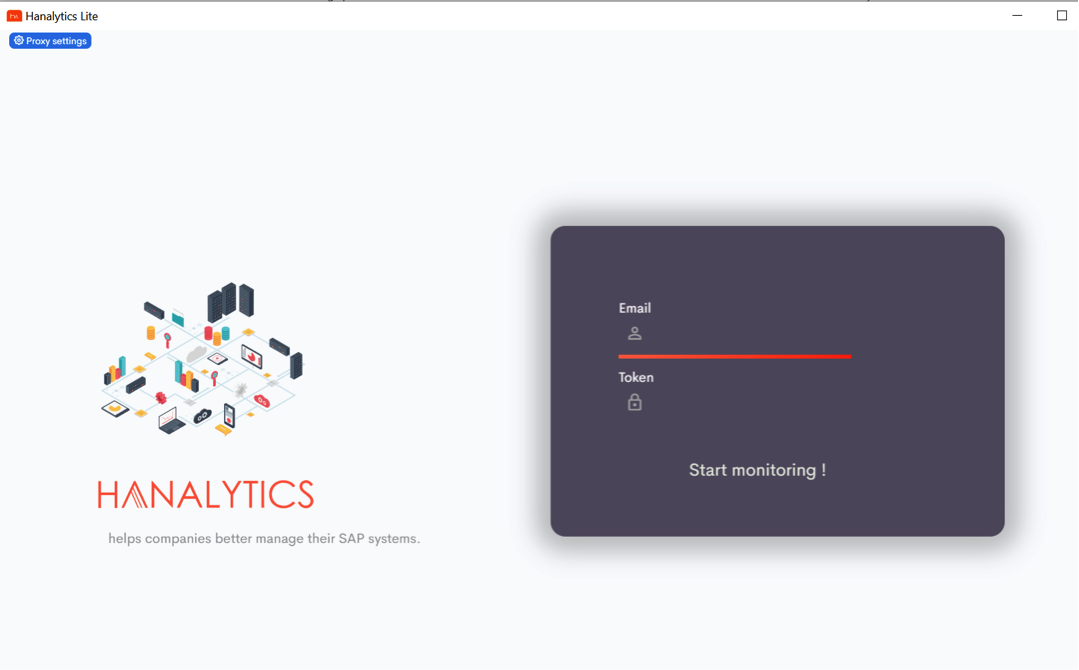 Hanalytics Lite
Proxy settings
Email
Token
Start monitoring !
HANALYTICS
helps companies better manage their SAP systems.